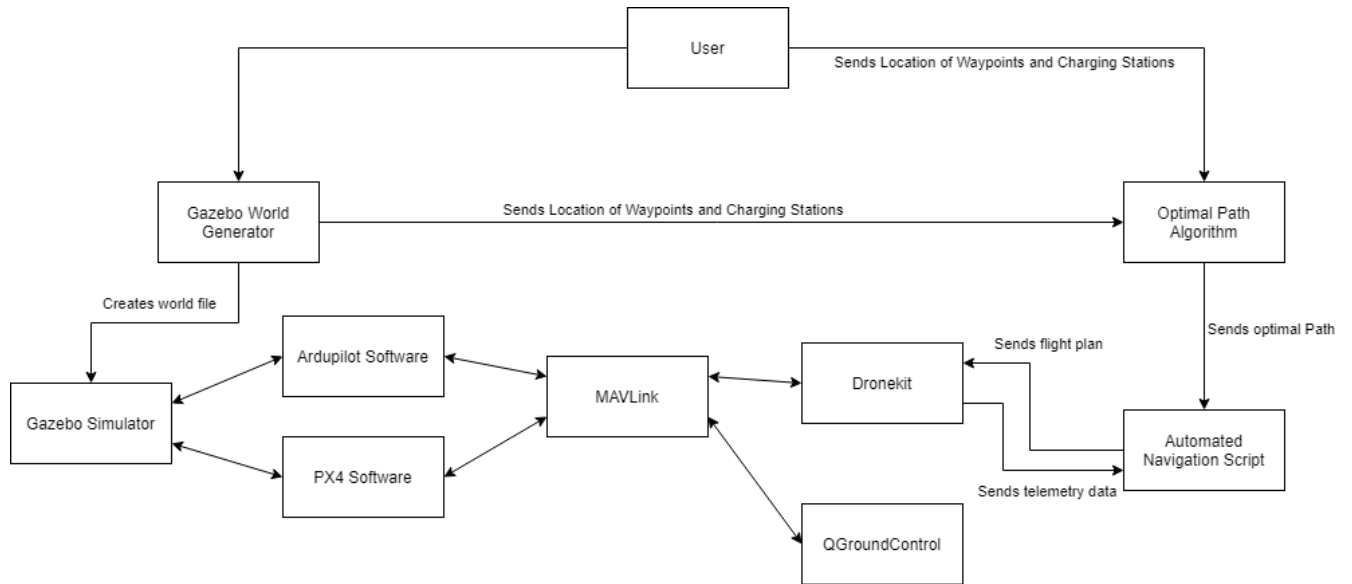 User
Sends Location of Waypoints and Charging Stations
Gazebo World
Generator
Sends Location of Waypoints and Charging Stations
Optimal Path
Algorithm
Creates world file
Sends optimal Path
Ardupilot Software
Sends flight plan
Gazebo Simulator
MAVLink
Dronekit
Automated
Navigation Script
PX4 Software
Sends telemetry data
QGroundControl